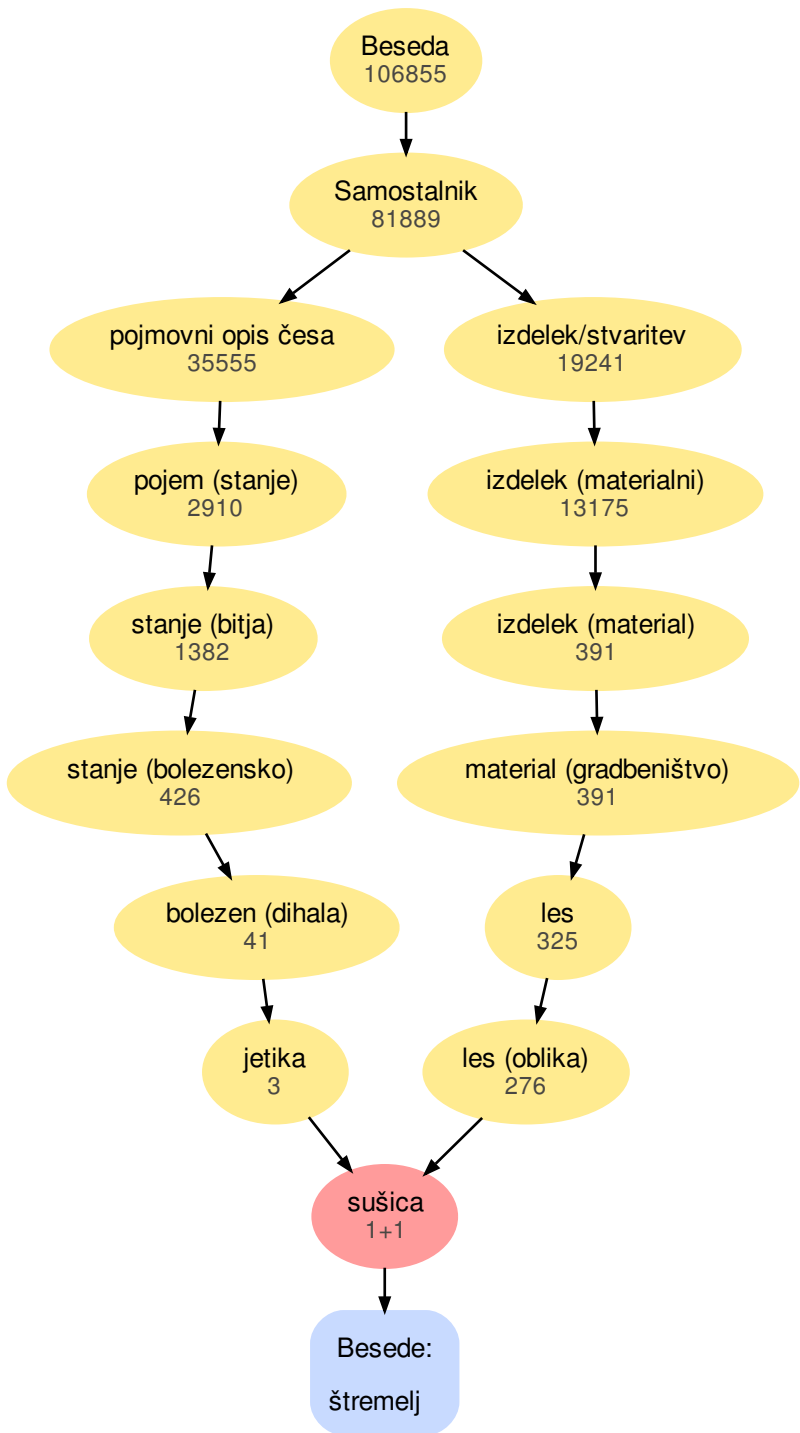 Beseda
106855
Samostalnik
81889
pojmovni opis česa
35555
izdelek/stvaritev
19241
pojem (stanje)
2910
izdelek (materialni)
13175
stanje (bitja)
1382
izdelek (material)
391
stanje (bolezensko)
426
material (gradbeništvo)
391
bolezen (dihala)
41
les
325
jetika
3
les (oblika)
276
sušica
1+1
Besede:
štremelj